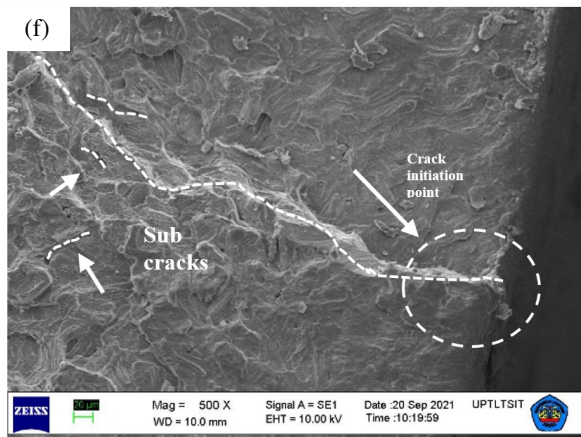 (f)
Crack
initiation
point
Sub
cracks
ZEISS
20 µm
Mag = 500 X
WD = 10.0 mm
Signal A = SE1
EHT = 10.00 kV
Date :20 Sep 2021
Time :10:19:59
UPTLTSIT